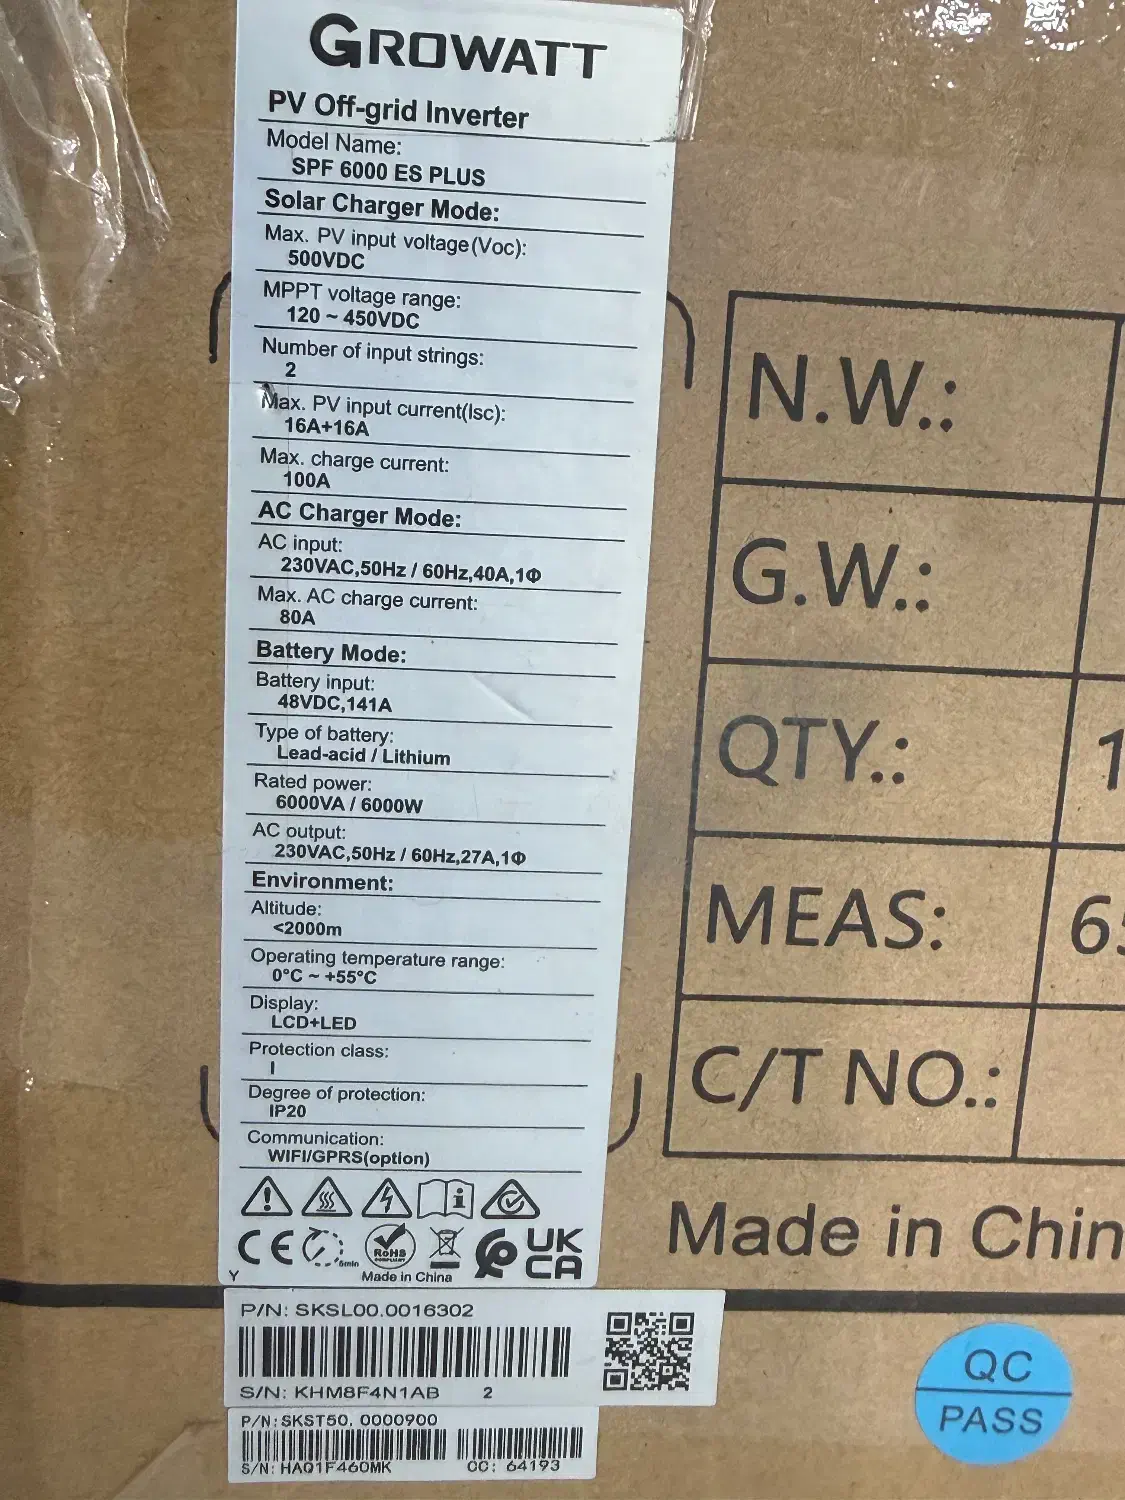 GROWATT
PV Off-grid Inverter
Model Name:
SPF 6000 ES PLUS
Solar Charger Mode:
Max. PV input voltage(Voc):
500VDC
MPPT voltage range:
120 ~ 450VDC
Number of input strings:
2
Max. PV input current(Isc):
16A+16A
Max. charge current:
100A
AC Charger Mode:
AC input:
230VAC,50Hz / 60Hz,40A,1Φ
Max. AC charge current:
80A
Battery Mode:
Battery input:
48VDC,141A
Type of battery:
Lead-acid / Lithium
Rated power:
6000VA / 6000W
AC output:
230VAC,50Hz / 60Hz,27A,1Φ
Environment:
Altitude:
<2000m
Operating temperature range:
0°C ~ +55°C
Display:
LCD+LED
Protection class:
I
Degree of protection:
IP20
Communication:
WIFI/GPRS(option)
CE
5min
RoHS
COMPLIANT
UK
CA
Y
Made in China
P/N: SKSL00.0016302
S/N: KHM8F4N1AB 2
P/N: SKST50. 0000900
S/N: HAQ1F460MK CC: 64193
N.W.:
G.W.:
QTY.: 1
MEAS: 65
C/T NO.:
Made in Chin
QC
PASS